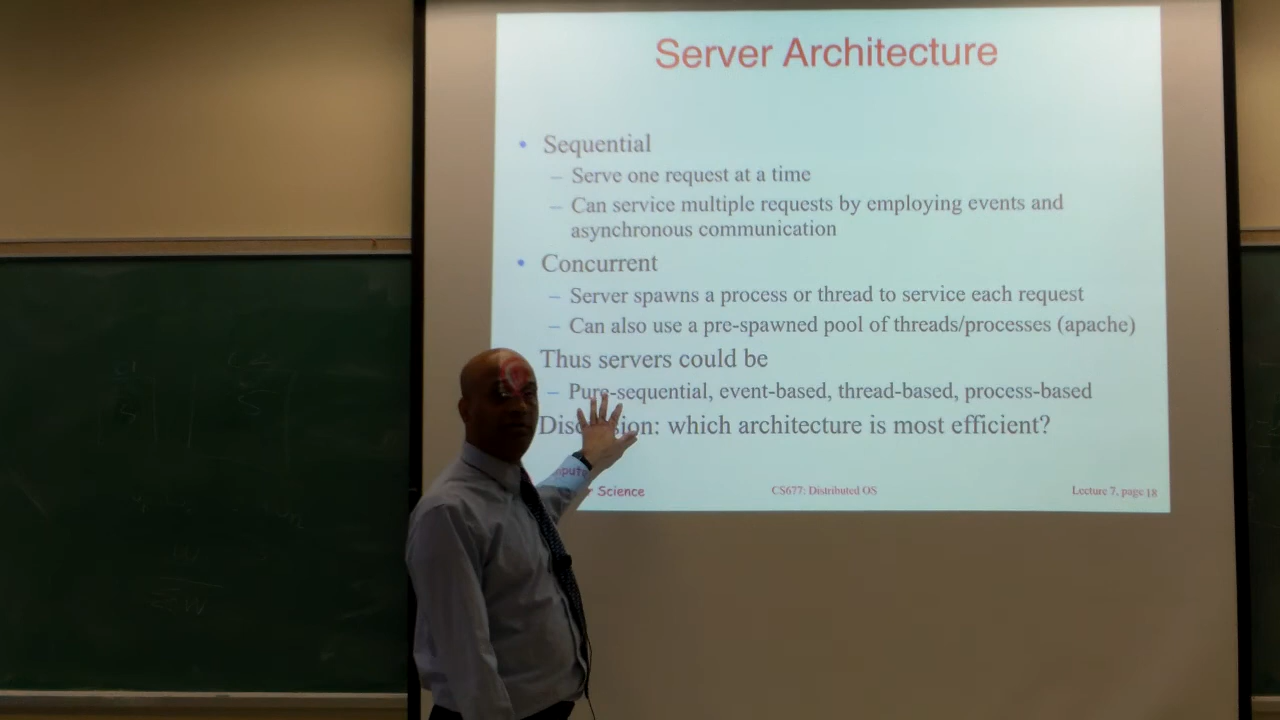 Server Architecture
• Sequential
– Serve one request at a time
– Can service multiple requests by employing events and
asynchronous communication
• Concurrent
– Server spawns a process or thread to service each request
– Can also use a pre-spawned pool of threads/processes (apache)
Thus servers could be
– Pure-sequential, event-based, thread-based, process-based
which architecture is most efficient?
Science
CS677: Distributed OS
Lecture 7, page 18